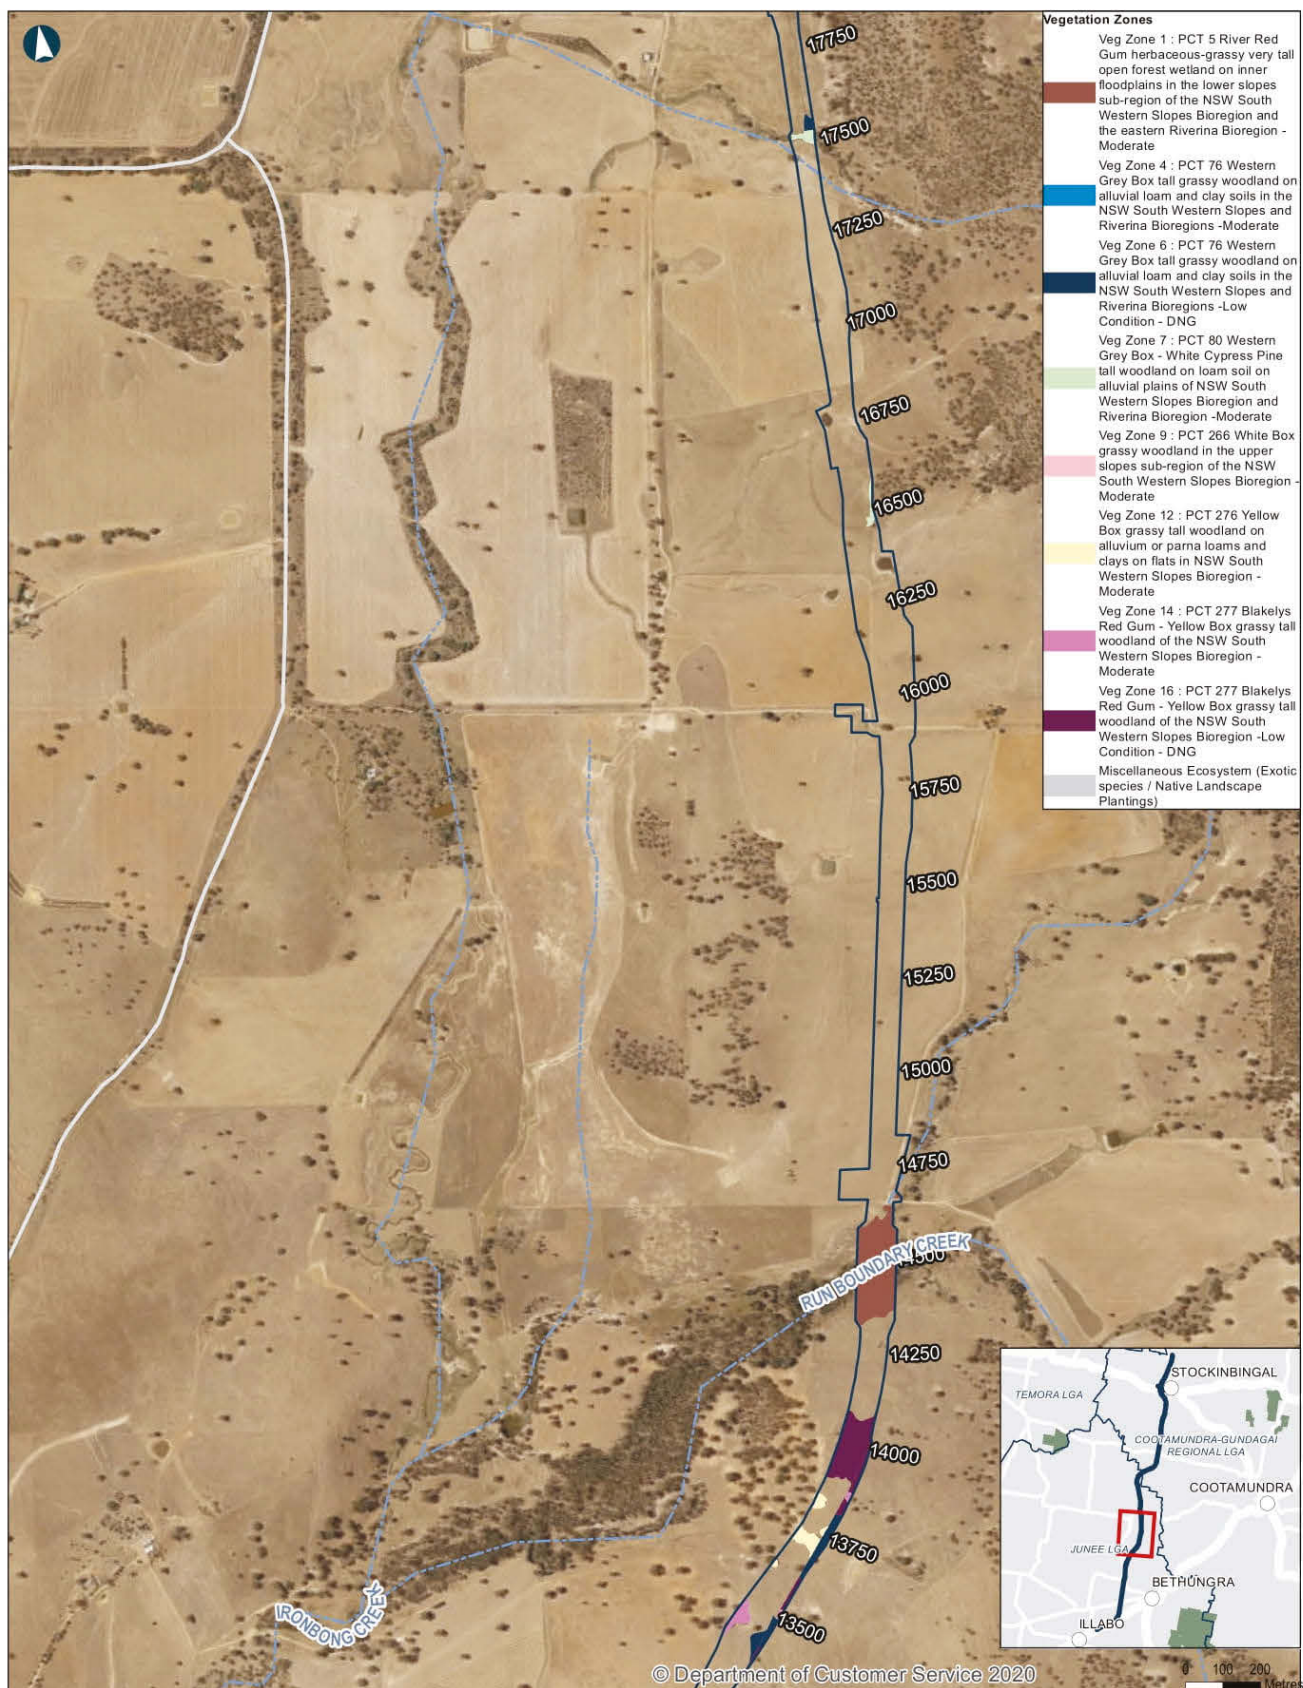 Vegetation Zones
Veg Zone 1 : PCT 5 River Red
Gum herbaceous-grassy very tall
open forest wetland on inner
floodplains in the lower slopes
sub-region of the NSW South
Western Slopes Bioregion and
the eastern Riverina Bioregion -
Moderate
Veg Zone 4 : PCT 76 Western
Grey Box tall grassy woodland on
alluvial loam and clay soils in the
NSW South Western Slopes and
Riverina Bioregions -Moderate
Veg Zone 6 : PCT 76 Western
Grey Box tall grassy woodland on
alluvial loam and clay soils in the
NSW South Western Slopes and
Riverina Bioregions -Low
Condition - DNG
Veg Zone 7 : PCT 80 Western
Grey Box - White Cypress Pine
tall woodland on loam soil on
alluvial plains of NSW South
Western Slopes Bioregion and
Riverina Bioregion -Moderate
Veg Zone 9 : PCT 266 White Box
grassy woodland in the upper
slopes sub-region of the NSW
South Western Slopes Bioregion -
Moderate
Veg Zone 12 : PCT 276 Yellow
Box grassy tall woodland on
alluvium or parna loams and
clays on flats in NSW South
Western Slopes Bioregion -
Moderate
Veg Zone 14 : PCT 277 Blakelys
Red Gum - Yellow Box grassy tall
woodland of the NSW South
Western Slopes Bioregion -
Moderate
Veg Zone 16 : PCT 277 Blakelys
Red Gum - Yellow Box grassy tall
woodland of the NSW South
Western Slopes Bioregion -Low
Condition - DNG
Miscellaneous Ecosystem (Exotic
species / Native Landscape
Plantings)
17750
17500
17250
17000
16750
16500
16250
16000
15750
15500
15250
15000
14750
14500
RUN BOUNDARY CREEK
14250
14000
13750
13500
IRONBONG CREEK
STOCKINBINGAL
TEMORA LGA
COOTAMUNDRA-GUNDAGAI
REGIONAL LGA
COOTAMUNDRA
JUNEE LGA
BETHUNGRA
ILLABO
© Department of Customer Service 2020
0 100 200
Metres